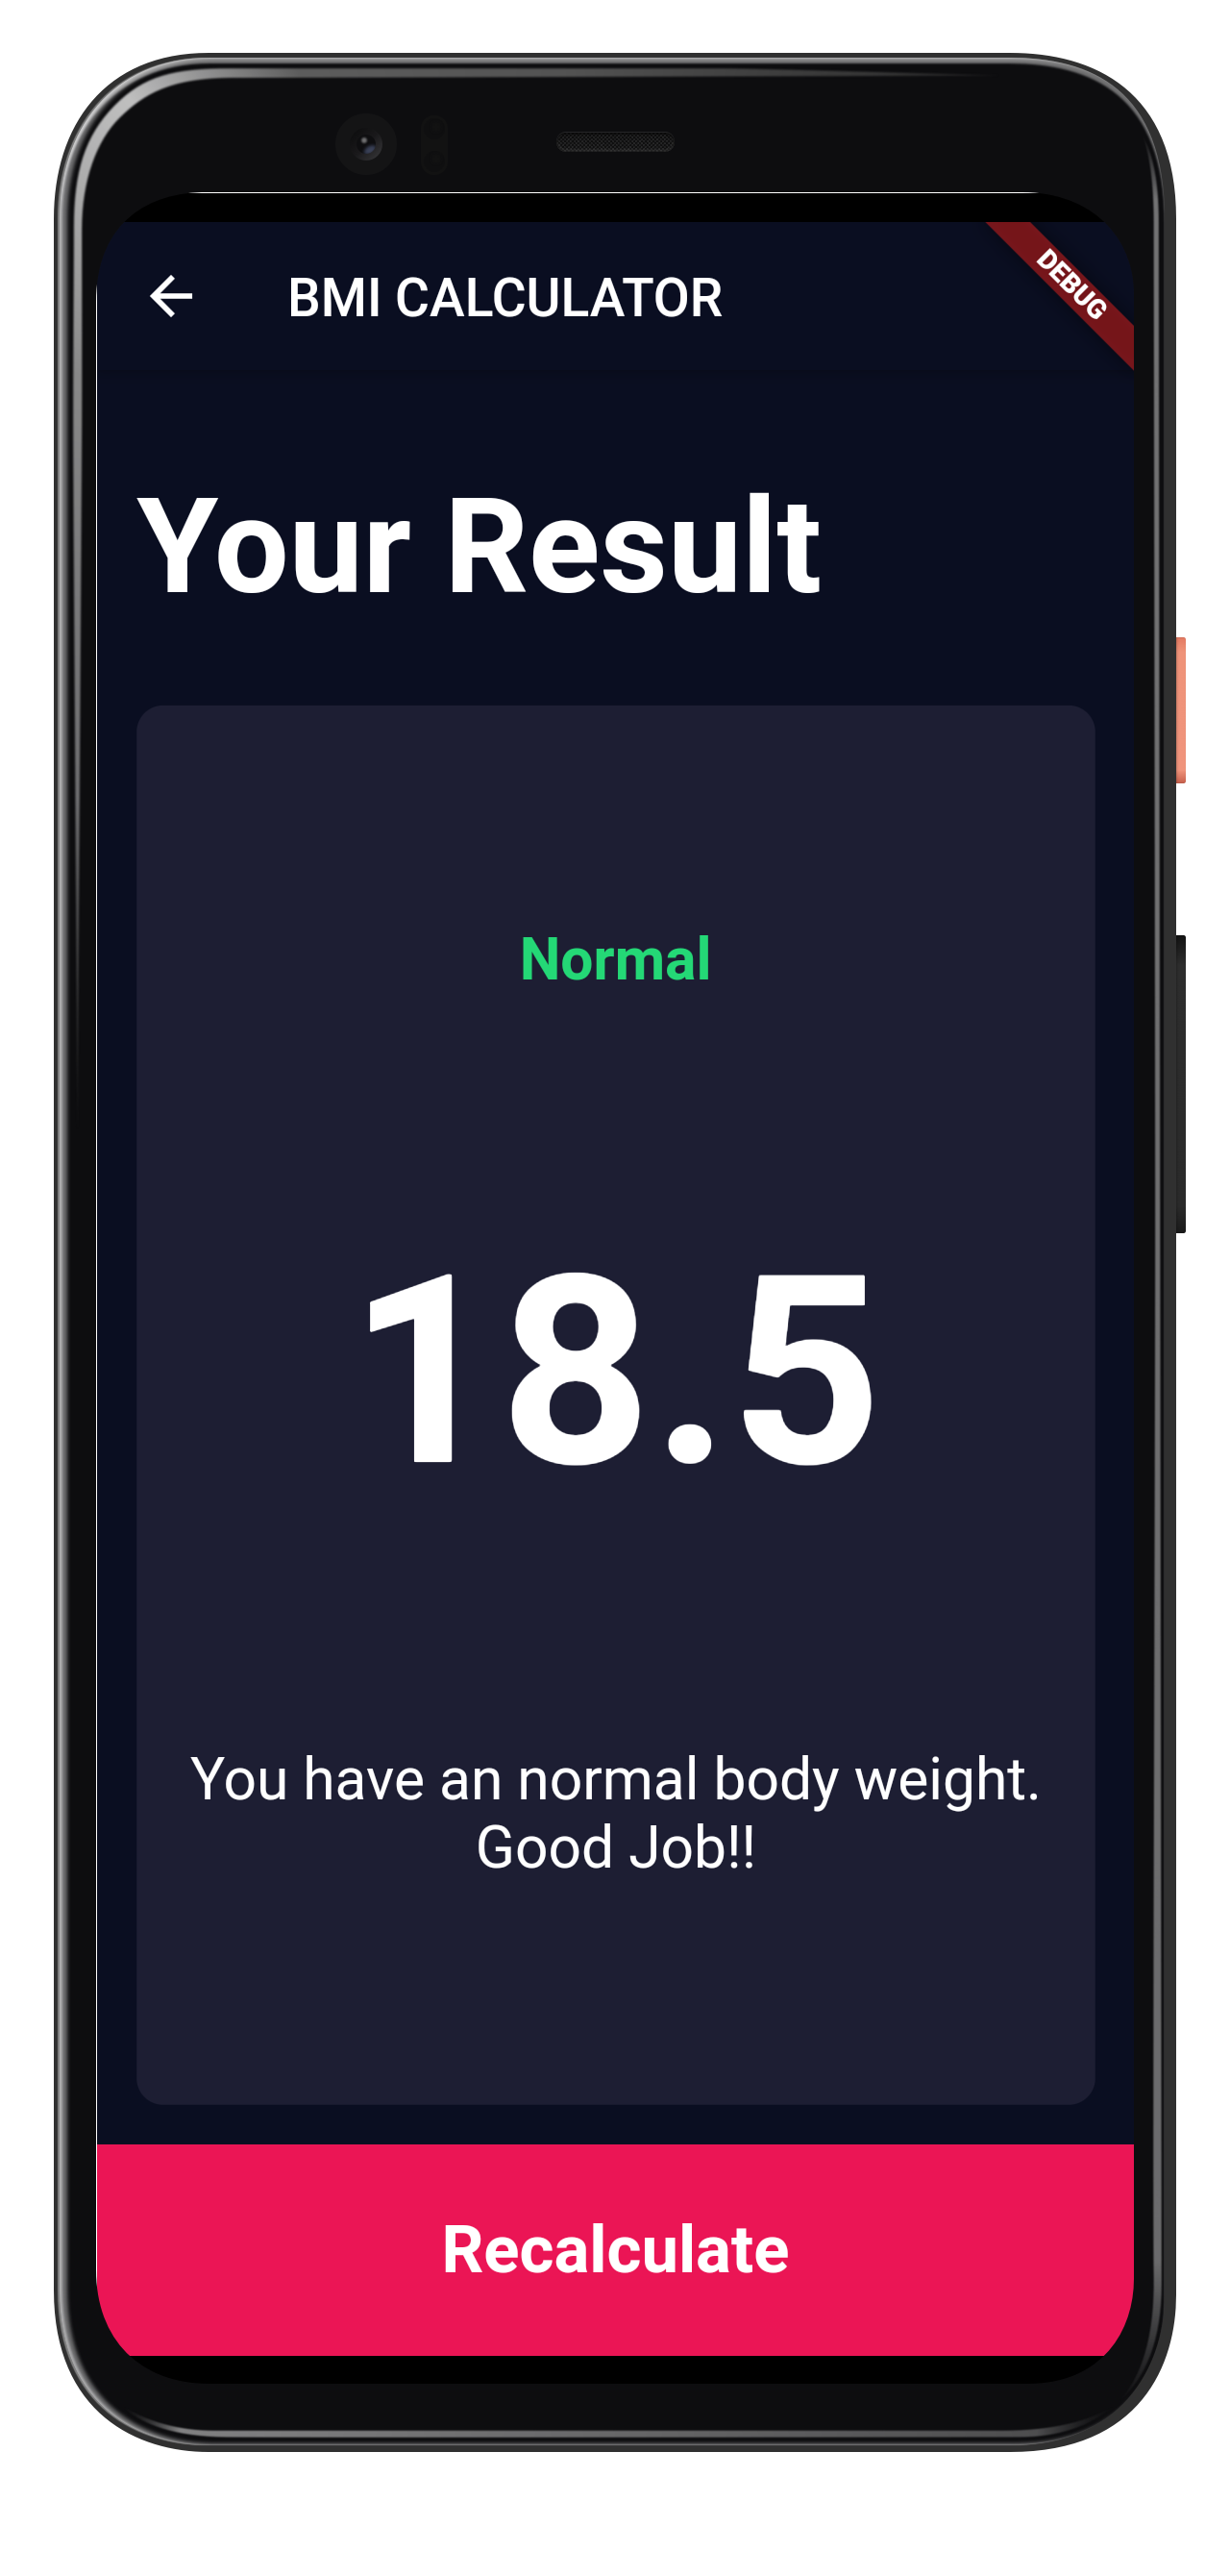 BMI CALCULATOR
DEBUG
Your Result
Normal
18.5
You have an normal body weight.
Good Job!!
Recalculate